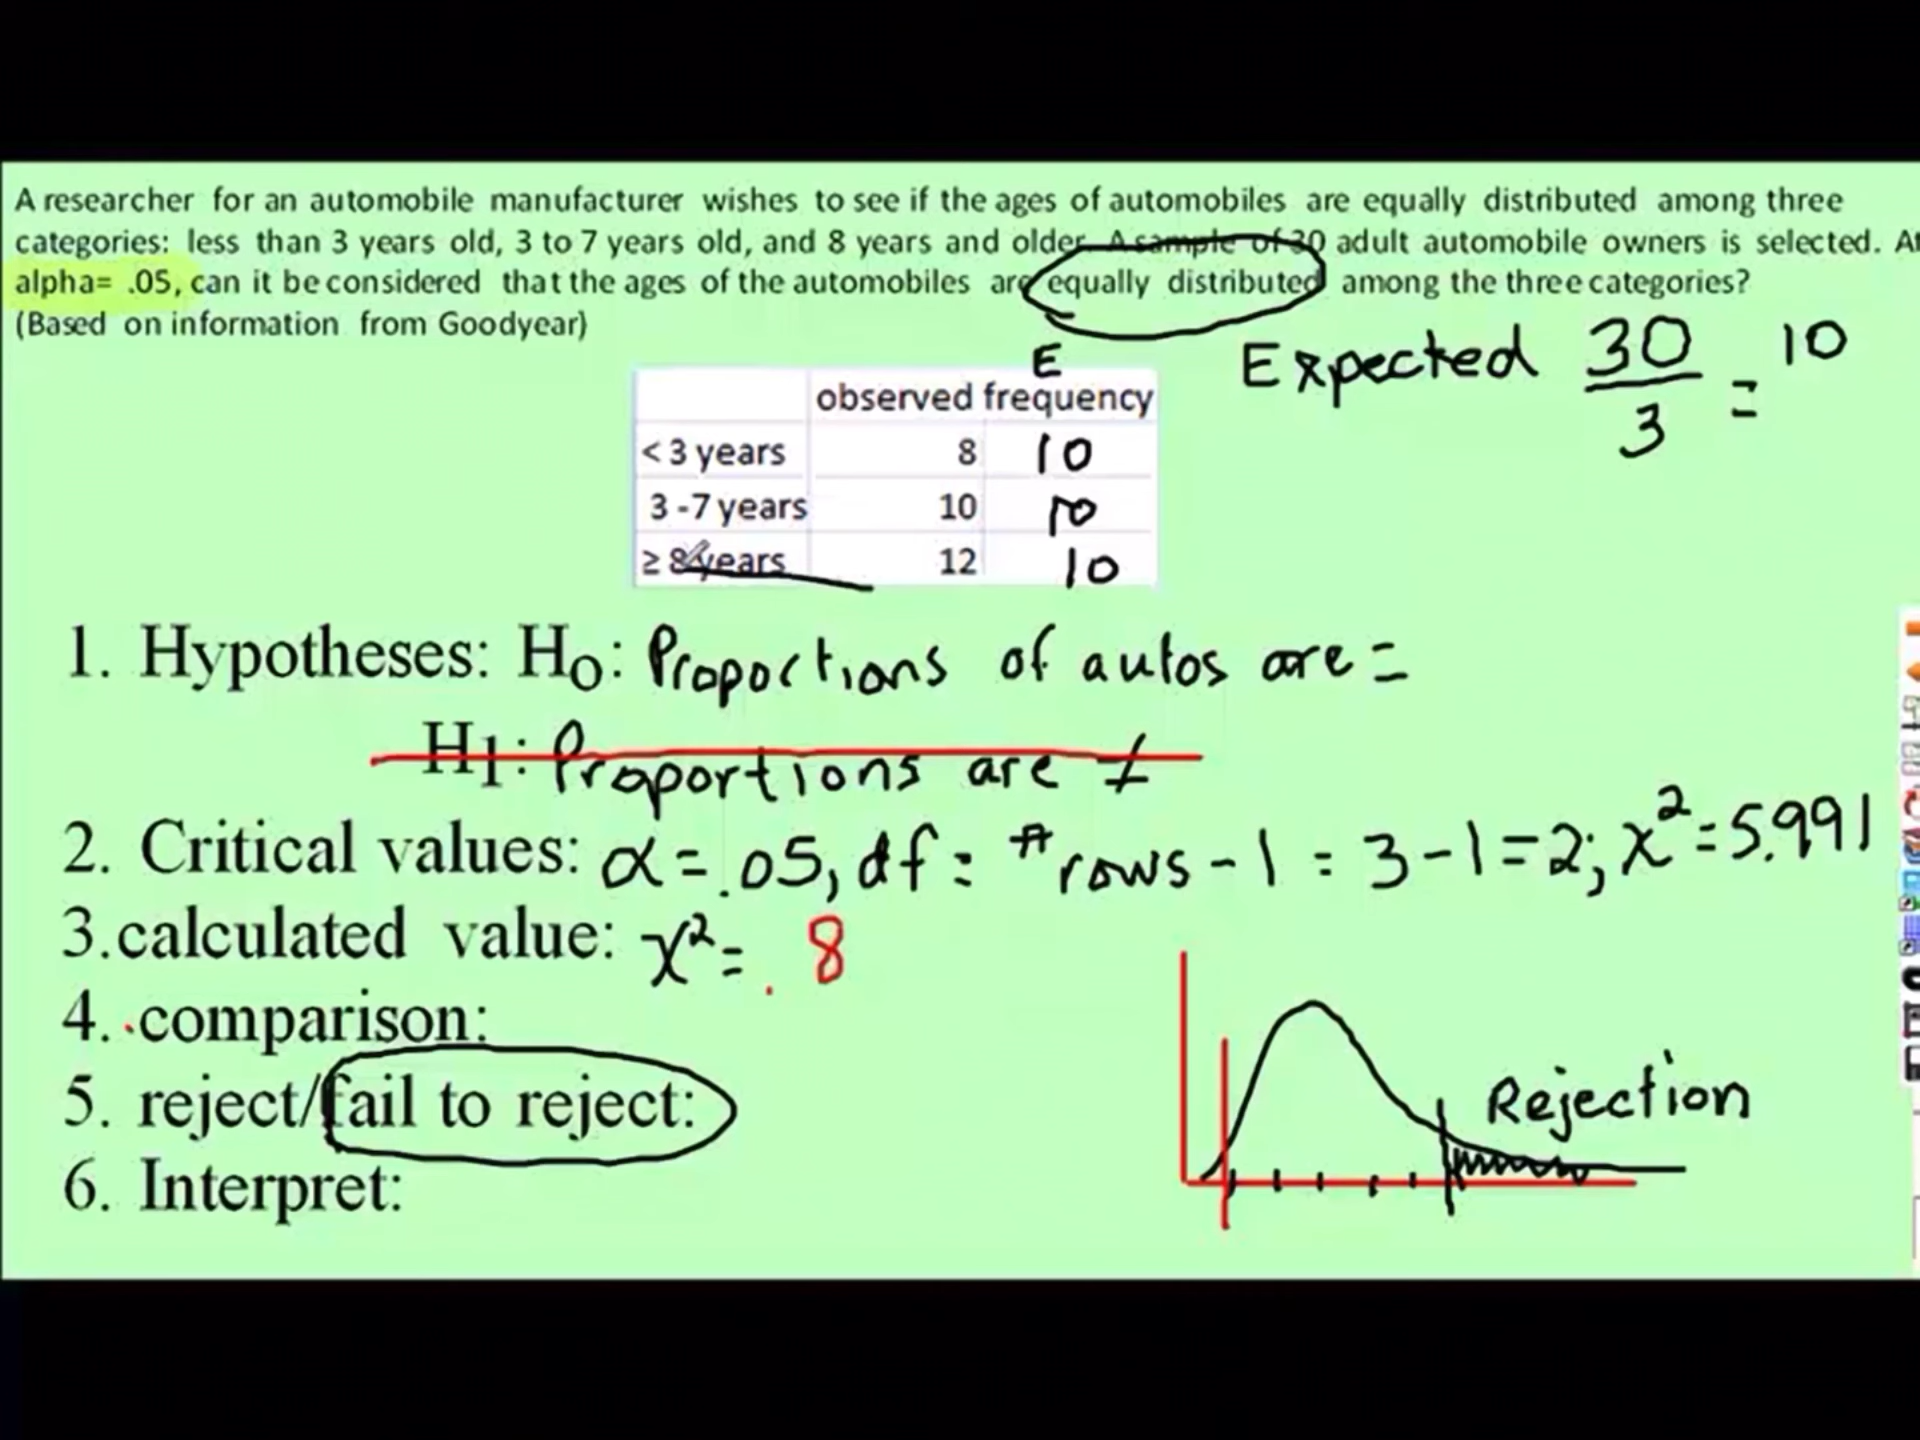 A researcher for an automobile manufacturer wishes to see if the ages of automobiles are equally distributed among three
categories: less than 3 years old, 3 to 7 years old, and 8 years and older. A sample of 30 adult automobile owners is selected. At
alpha= .05, can it be considered that the ages of the automobiles are equally distributed among the three categories?
(Based on information from Goodyear)
Expected 30/3 = 10
E
observed frequency
< 3 years 8 10
3 -7 years 10 10
≥ 8 years 12 10
1. Hypotheses: H0: Proportions of autos are =
H1: Proportions are ≠
2. Critical values: α = .05, df = # rows - 1 = 3 - 1 = 2; x² = 5.991
3.calculated value: x² = .8
4. comparison:
5. reject/fail to reject:
Rejection
6. Interpret: